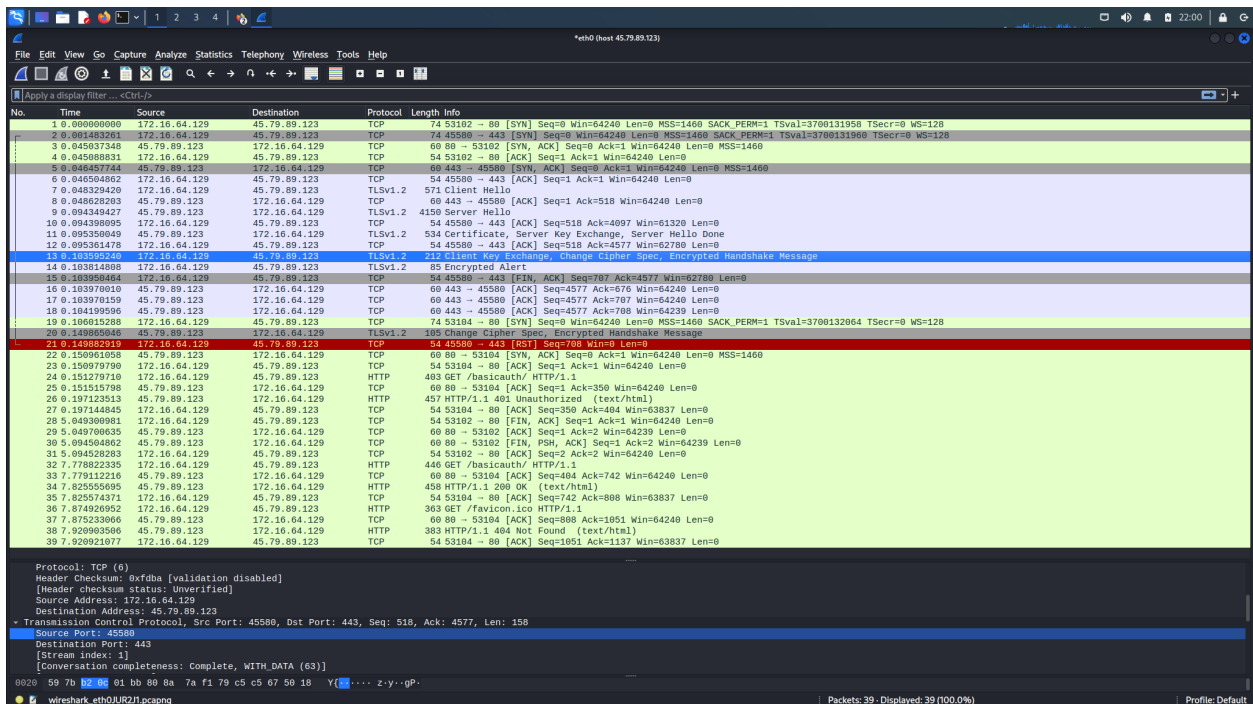 1 2 3 4 22:00
*eth0 (host 45.79.89.123)
File Edit View Go Capture Analyze Statistics Telephony Wireless Tools Help
Apply a display filter ... <Ctrl-/>
No. Time Source Destination Protocol Length Info
1 0.000000000 172.16.64.129 45.79.89.123 TCP 74 53102 → 80 [SYN] Seq=0 Win=64240 Len=0 MSS=1460 SACK_PERM=1 TSval=3700131958 TSecr=0 WS=128
2 0.001483261 172.16.64.129 45.79.89.123 TCP 74 45580 → 443 [SYN] Seq=0 Win=64240 Len=0 MSS=1460 SACK_PERM=1 TSval=3700131960 TSecr=0 WS=128
3 0.045037348 45.79.89.123 172.16.64.129 TCP 60 80 → 53102 [SYN, ACK] Seq=0 Ack=1 Win=64240 Len=0 MSS=1460
4 0.045088831 172.16.64.129 45.79.89.123 TCP 54 53102 → 80 [ACK] Seq=1 Ack=1 Win=64240 Len=0
5 0.046457744 45.79.89.123 172.16.64.129 TCP 60 443 → 45580 [SYN, ACK] Seq=0 Ack=1 Win=64240 Len=0 MSS=1460
6 0.046504862 172.16.64.129 45.79.89.123 TCP 54 45580 → 443 [ACK] Seq=1 Ack=1 Win=64240 Len=0
7 0.048329420 172.16.64.129 45.79.89.123 TLSv1.2 571 Client Hello
8 0.048628203 45.79.89.123 172.16.64.129 TCP 60 443 → 45580 [ACK] Seq=1 Ack=518 Win=64240 Len=0
9 0.094349427 45.79.89.123 172.16.64.129 TLSv1.2 4150 Server Hello
10 0.094398095 172.16.64.129 45.79.89.123 TCP 54 45580 → 443 [ACK] Seq=518 Ack=4097 Win=61320 Len=0
11 0.095350049 45.79.89.123 172.16.64.129 TLSv1.2 534 Certificate, Server Key Exchange, Server Hello Done
12 0.095361478 172.16.64.129 45.79.89.123 TCP 54 45580 → 443 [ACK] Seq=518 Ack=4577 Win=62780 Len=0
13 0.103595240 172.16.64.129 45.79.89.123 TLSv1.2 212 Client Key Exchange, Change Cipher Spec, Encrypted Handshake Message
14 0.103814808 172.16.64.129 45.79.89.123 TLSv1.2 85 Encrypted Alert
15 0.103950464 172.16.64.129 45.79.89.123 TCP 54 45580 → 443 [FIN, ACK] Seq=707 Ack=4577 Win=62780 Len=0
16 0.103970010 45.79.89.123 172.16.64.129 TCP 60 443 → 45580 [ACK] Seq=4577 Ack=676 Win=64240 Len=0
17 0.103970159 45.79.89.123 172.16.64.129 TCP 60 443 → 45580 [ACK] Seq=4577 Ack=707 Win=64240 Len=0
18 0.104199596 45.79.89.123 172.16.64.129 TCP 60 443 → 45580 [ACK] Seq=4577 Ack=708 Win=64239 Len=0
19 0.106015288 172.16.64.129 45.79.89.123 TCP 74 53104 → 80 [SYN] Seq=0 Win=64240 Len=0 MSS=1460 SACK_PERM=1 TSval=3700132064 TSecr=0 WS=128
20 0.149865046 45.79.89.123 172.16.64.129 TLSv1.2 105 Change Cipher Spec, Encrypted Handshake Message
21 0.149882919 172.16.64.129 45.79.89.123 TCP 54 45580 → 443 [RST] Seq=708 Win=0 Len=0
22 0.150961058 45.79.89.123 172.16.64.129 TCP 60 80 → 53104 [SYN, ACK] Seq=0 Ack=1 Win=64240 Len=0 MSS=1460
23 0.150979790 172.16.64.129 45.79.89.123 TCP 54 53104 → 80 [ACK] Seq=1 Ack=1 Win=64240 Len=0
24 0.151279710 172.16.64.129 45.79.89.123 HTTP 403 GET /basicauth/ HTTP/1.1
25 0.151515798 45.79.89.123 172.16.64.129 TCP 60 80 → 53104 [ACK] Seq=1 Ack=350 Win=64240 Len=0
26 0.197123513 45.79.89.123 172.16.64.129 HTTP 457 HTTP/1.1 401 Unauthorized (text/html)
27 0.197144845 172.16.64.129 45.79.89.123 TCP 54 53104 → 80 [ACK] Seq=350 Ack=404 Win=63837 Len=0
28 5.049300981 172.16.64.129 45.79.89.123 TCP 54 53102 → 80 [FIN, ACK] Seq=1 Ack=1 Win=64240 Len=0
29 5.049700635 45.79.89.123 172.16.64.129 TCP 60 80 → 53102 [ACK] Seq=1 Ack=2 Win=64239 Len=0
30 5.094504862 45.79.89.123 172.16.64.129 TCP 60 80 → 53102 [FIN, PSH, ACK] Seq=1 Ack=2 Win=64239 Len=0
31 5.094528283 172.16.64.129 45.79.89.123 TCP 54 53102 → 80 [ACK] Seq=2 Ack=2 Win=64240 Len=0
32 7.778822335 172.16.64.129 45.79.89.123 HTTP 446 GET /basicauth/ HTTP/1.1
33 7.779112216 45.79.89.123 172.16.64.129 TCP 60 80 → 53104 [ACK] Seq=404 Ack=742 Win=64240 Len=0
34 7.825555695 45.79.89.123 172.16.64.129 HTTP 458 HTTP/1.1 200 OK (text/html)
35 7.825574371 172.16.64.129 45.79.89.123 TCP 54 53104 → 80 [ACK] Seq=742 Ack=808 Win=63837 Len=0
36 7.874926952 172.16.64.129 45.79.89.123 HTTP 363 GET /favicon.ico HTTP/1.1
37 7.875233066 45.79.89.123 172.16.64.129 TCP 60 80 → 53104 [ACK] Seq=808 Ack=1051 Win=64240 Len=0
38 7.920903506 45.79.89.123 172.16.64.129 HTTP 383 HTTP/1.1 404 Not Found (text/html)
39 7.920921077 172.16.64.129 45.79.89.123 TCP 54 53104 → 80 [ACK] Seq=1051 Ack=1137 Win=63837 Len=0
Protocol: TCP (6)
Header Checksum: 0xfdba [validation disabled]
[Header checksum status: Unverified]
Source Address: 172.16.64.129
Destination Address: 45.79.89.123
Transmission Control Protocol, Src Port: 45580, Dst Port: 443, Seq: 518, Ack: 4577, Len: 158
Source Port: 45580
Destination Port: 443
[Stream index: 1]
[Conversation completeness: Complete, WITH_DATA (63)]
0020 59 7b b2 0c 01 bb 80 8a 7a f1 79 c5 c5 67 50 18 Y{······ z·y··gP·
wireshark_eth0JUR2J1.pcapng Packets: 39 · Displayed: 39 (100.0%) Profile: Default